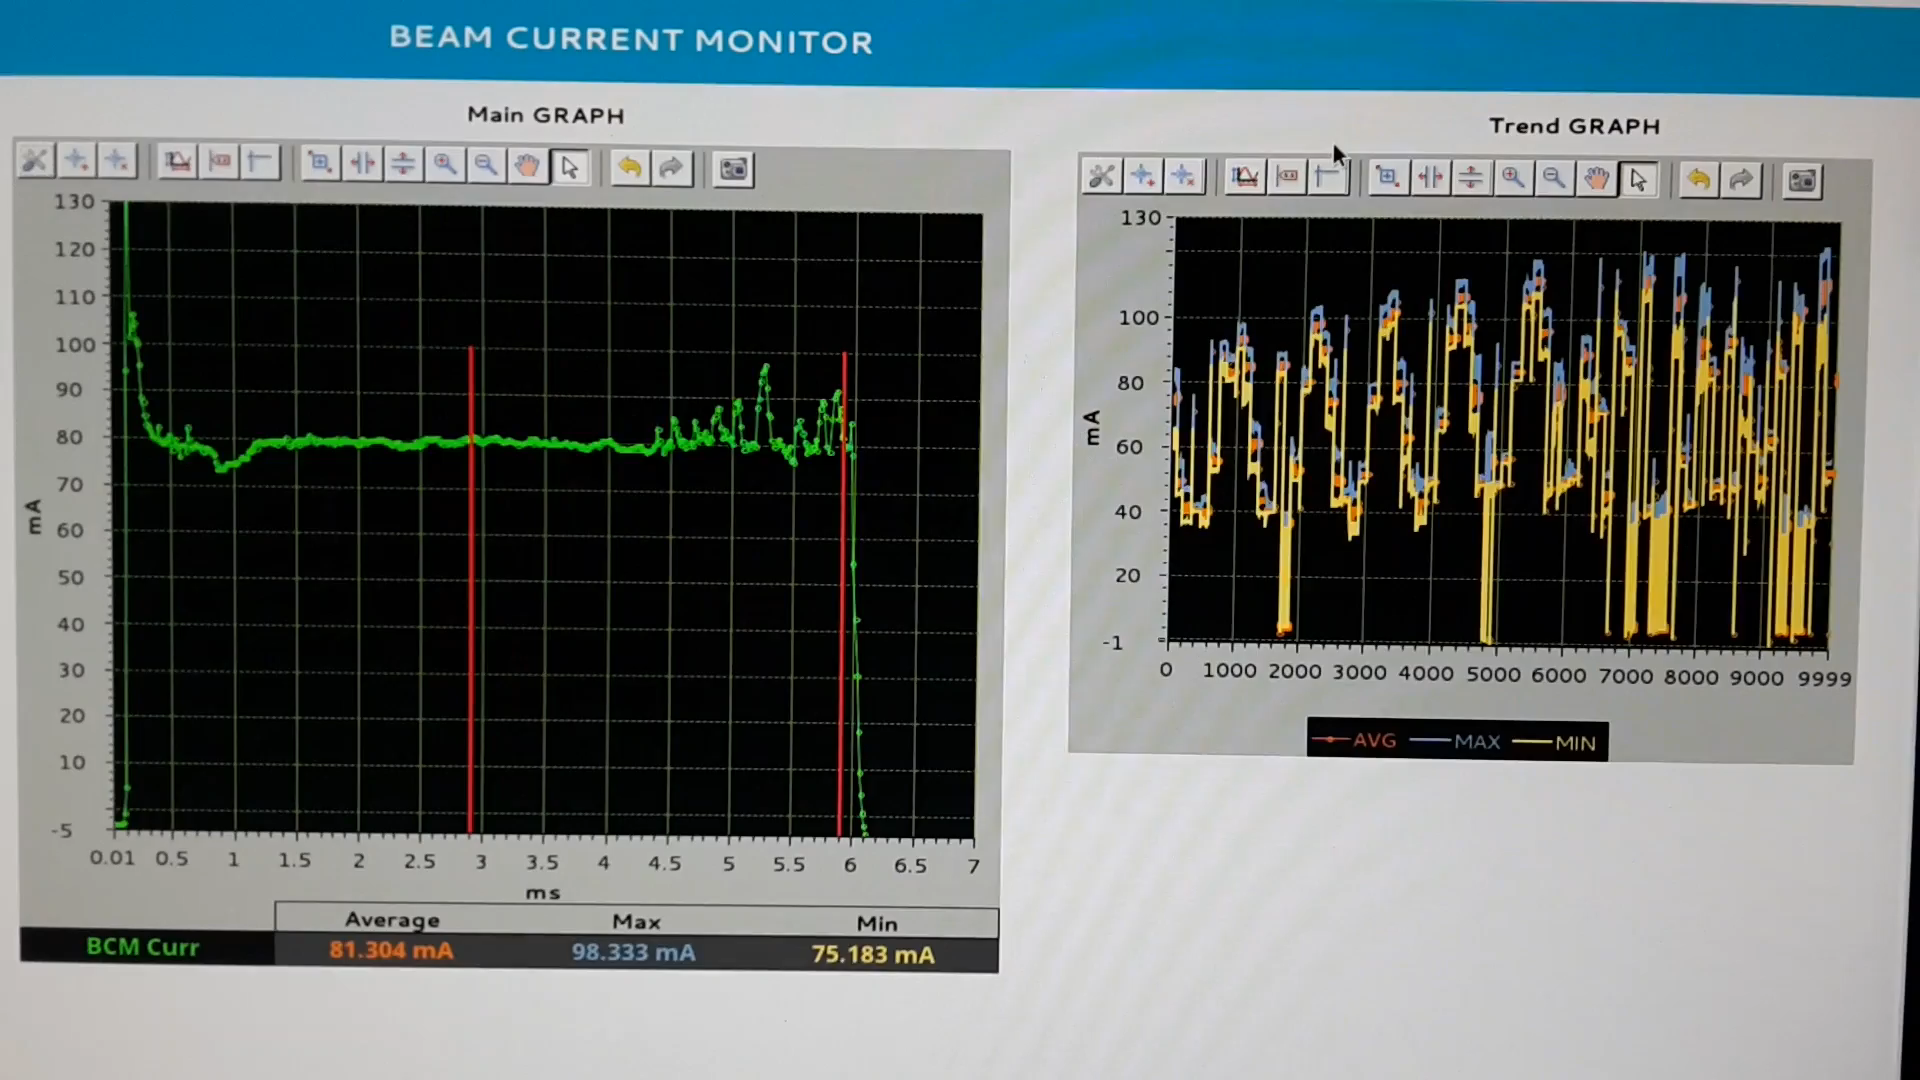 BEAM CURRENT MONITOR
Main GRAPH
130
120
110
100
90
80
70
60
50
40
30
20
10
-5
mA
0.01 0.5 1 1.5 2 2.5 3 3.5 4 4.5 5 5.5 6 6.5 7
ms
Average Max Min
BCM Curr 81.304 mA 98.333 mA 75.183 mA
Trend GRAPH
130
100
80
60
40
20
-1
mA
0 1000 2000 3000 4000 5000 6000 7000 8000 9000 9999
AVG MAX MIN